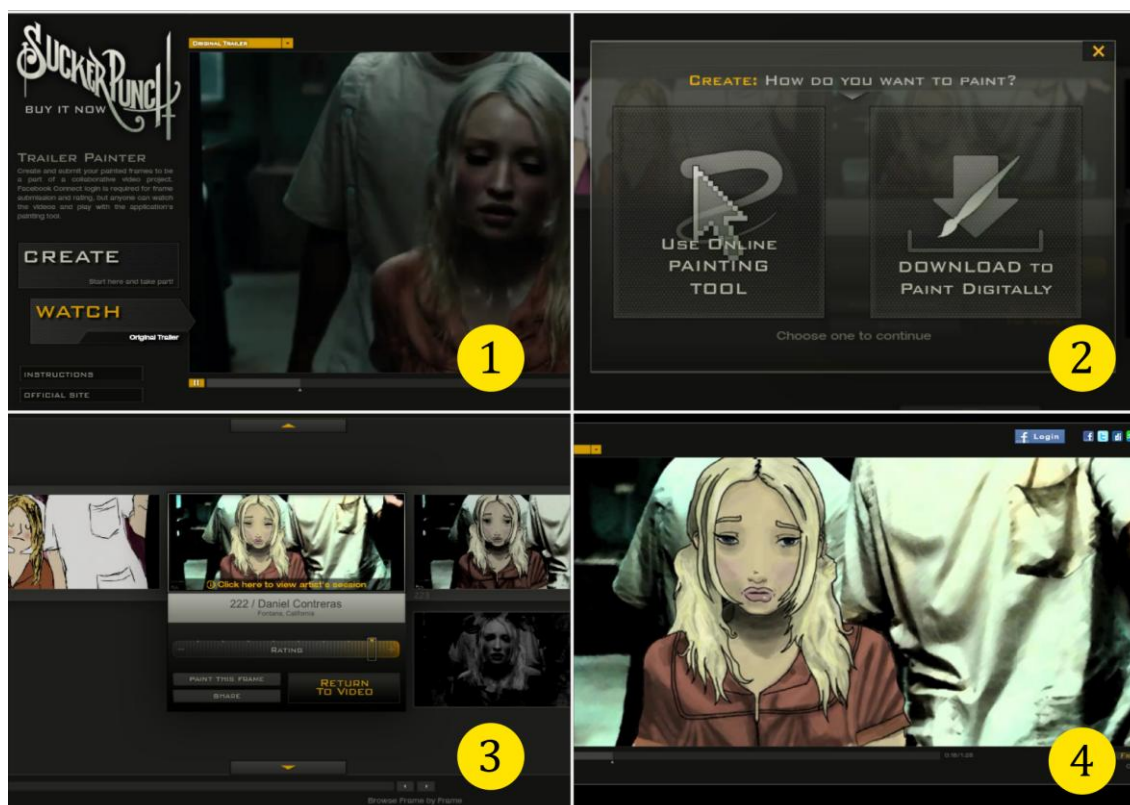 SUCKER PUNCH
BUY IT NOW
TRAILER PAINTER
Create and submit your painted frames to be
a part of a collaborative video project.
Facebook Connect login is required for frame
submission and rating, but anyone can watch
the videos and play with the application's
painting tool.
CREATE
Start here and take part!
WATCH
Original Trailer
INSTRUCTIONS
OFFICIAL SITE
ORIGINAL TRAILER
1
CREATE: HOW DO YOU WANT TO PAINT?
USE ONLINE
PAINTING
TOOL
DOWNLOAD TO
PAINT DIGITALLY
Choose one to continue
2
Click here to view artist's session
222 / Daniel Contreras
Fontana, California
RATING
PAINT THIS FRAME
SHARE
RETURN
TO VIDEO
223
Browse Frame by Frame
3
f Login
4